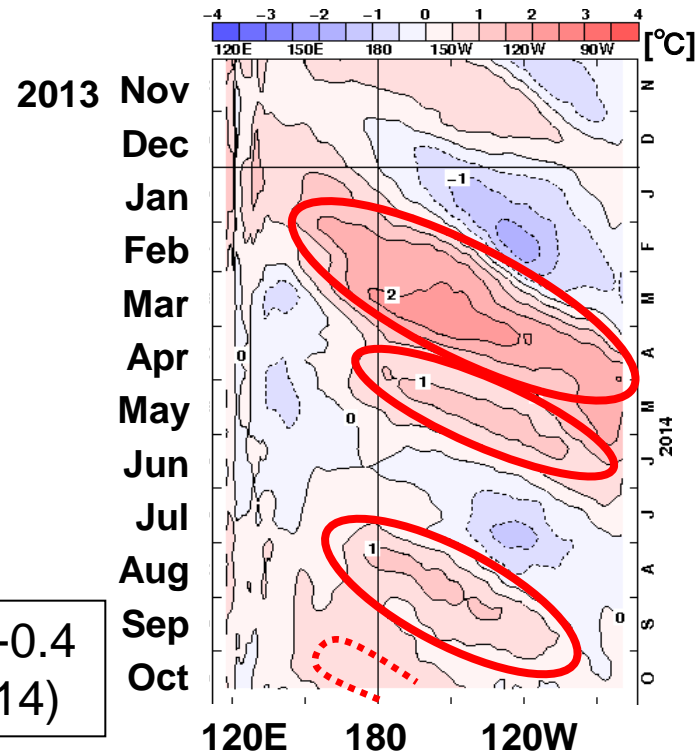 -4 -3 -2 -1 0 1 2 3 4
120E 150E 180 150W 120W 90W [°C]
2013 Nov N
Dec D
-1
Jan J
Feb F
2
Mar M
0
Apr A
1
May M
0
2014
Jun J
Jul J
1
Aug A
-0.4
Sep 0 S
14)
Oct O
120E 180 120W